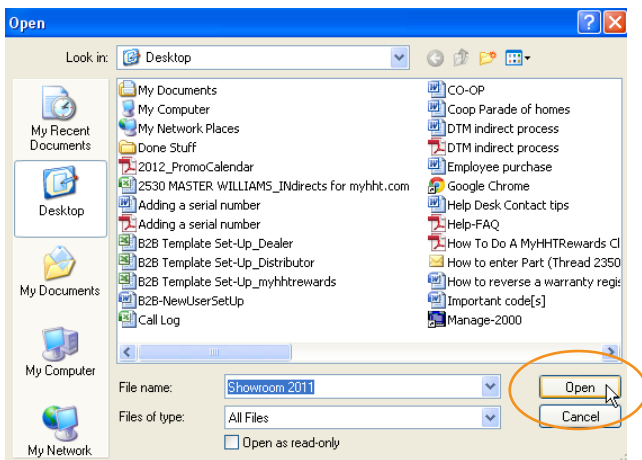 Open
Look in: Desktop
My Recent
Documents
Desktop
My Documents
My Computer
My Network
My Documents
My Computer
My Network Places
Done Stuff
2012_PromoCalendar
2530 MASTER WILLIAMS_INdirects for myhht.com
Adding a serial number
Adding a serial number
B2B Template Set-Up_Dealer
B2B Template Set-Up_Distributor
B2B Template Set-Up_myhhtrewards
B2B-NewUserSetUp
Call Log
CO-OP
Coop Parade of homes
DTM indirect process
DTM indirect process
Employee purchase
Google Chrome
Help Desk Contact tips
Help-FAQ
How To Do A MyHHTRewards Cl
How to enter Part (Thread 2350
How to reverse a warranty regis
Important code[s]
Manage-2000
File name: Showroom 2011 Open
Files of type: All Files Cancel
Open as read-only